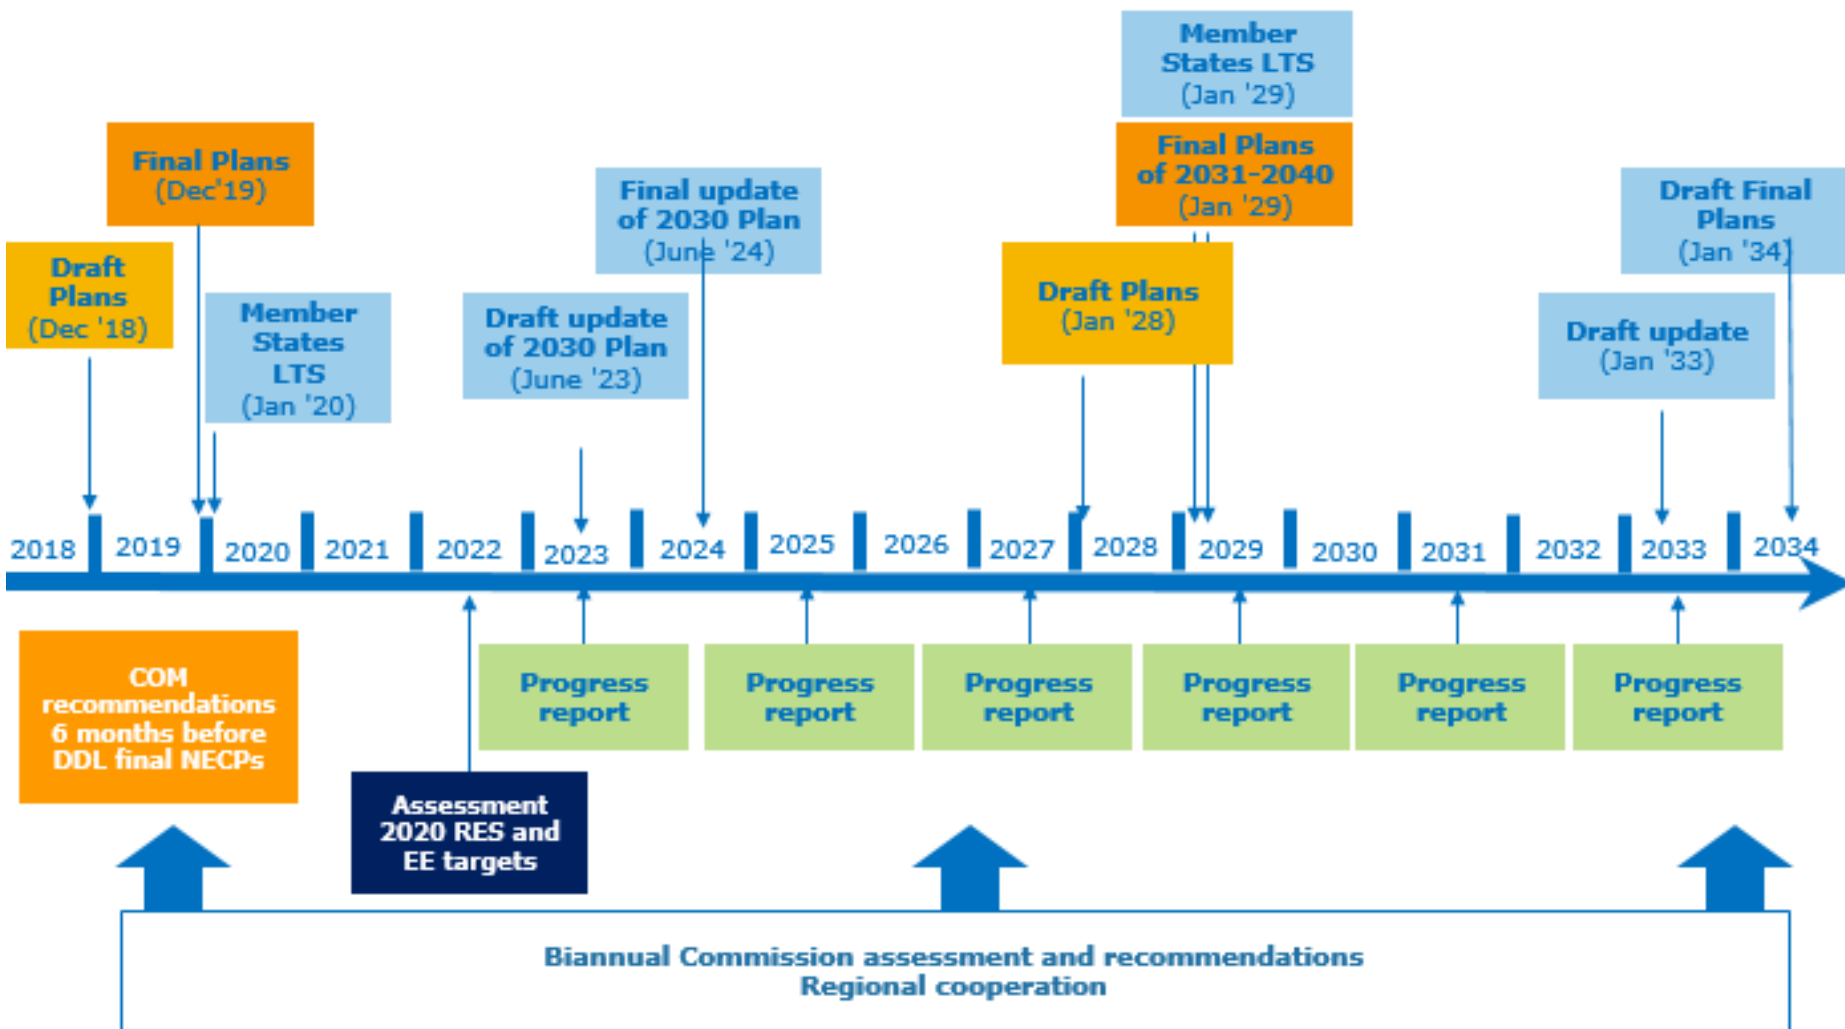 Member
States LTS
(Jan '29)
Final Plans
(Dec'19)
Final Plans
of 2031-2040
(Jan '29)
Final update
of 2030 Plan
(June '24)
Draft Final
Plans
(Jan '34)
Draft
Plans
(Dec '18)
Member
States
LTS
(Jan '20)
Draft update
of 2030 Plan
(June '23)
Draft Plans
(Jan '28)
Draft update
(Jan '33)
2018 2019 2020 2021 2022 2023 2024 2025 2026 2027 2028 2029 2030 2031 2032 2033 2034
COM
recommendations
6 months before
DDL final NECPs
Progress
report
Progress
report
Progress
report
Progress
report
Progress
report
Progress
report
Assessment
2020 RES and
EE targets
Biannual Commission assessment and recommendations
Regional cooperation